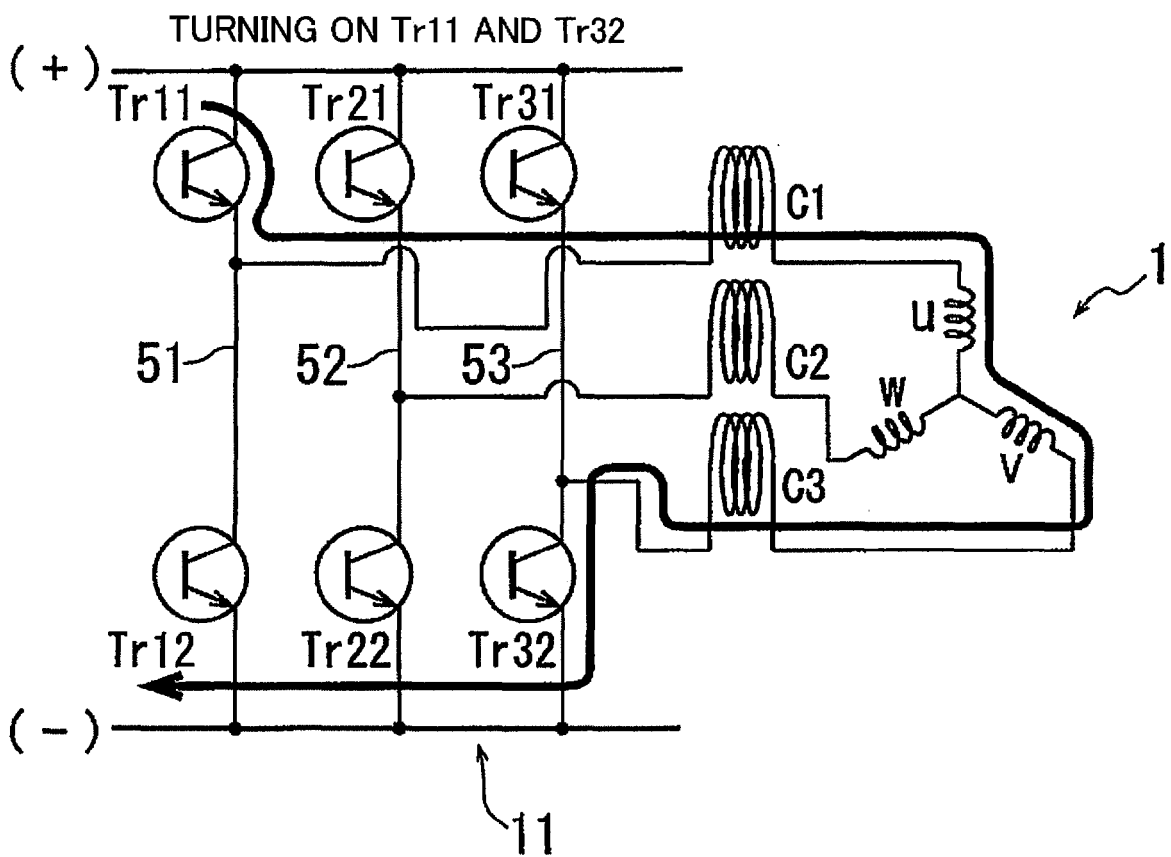 TURNING ON Tr11 AND Tr32
(+)
Tr11 Tr21 Tr31
C1
1
u
51 52 53
C2
w
v
C3
Tr12 Tr22 Tr32
(-)
11